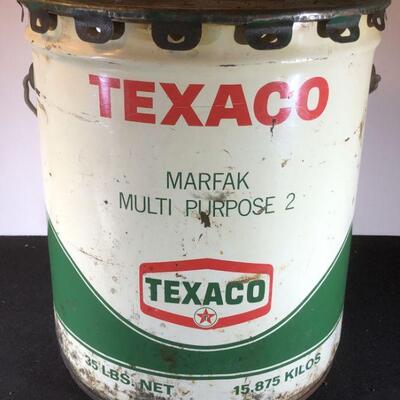 TEXACO
MARFAK
MULTI PURPOSE 2
TEXACO
T
35 LBS. NET 15.875 KILOS